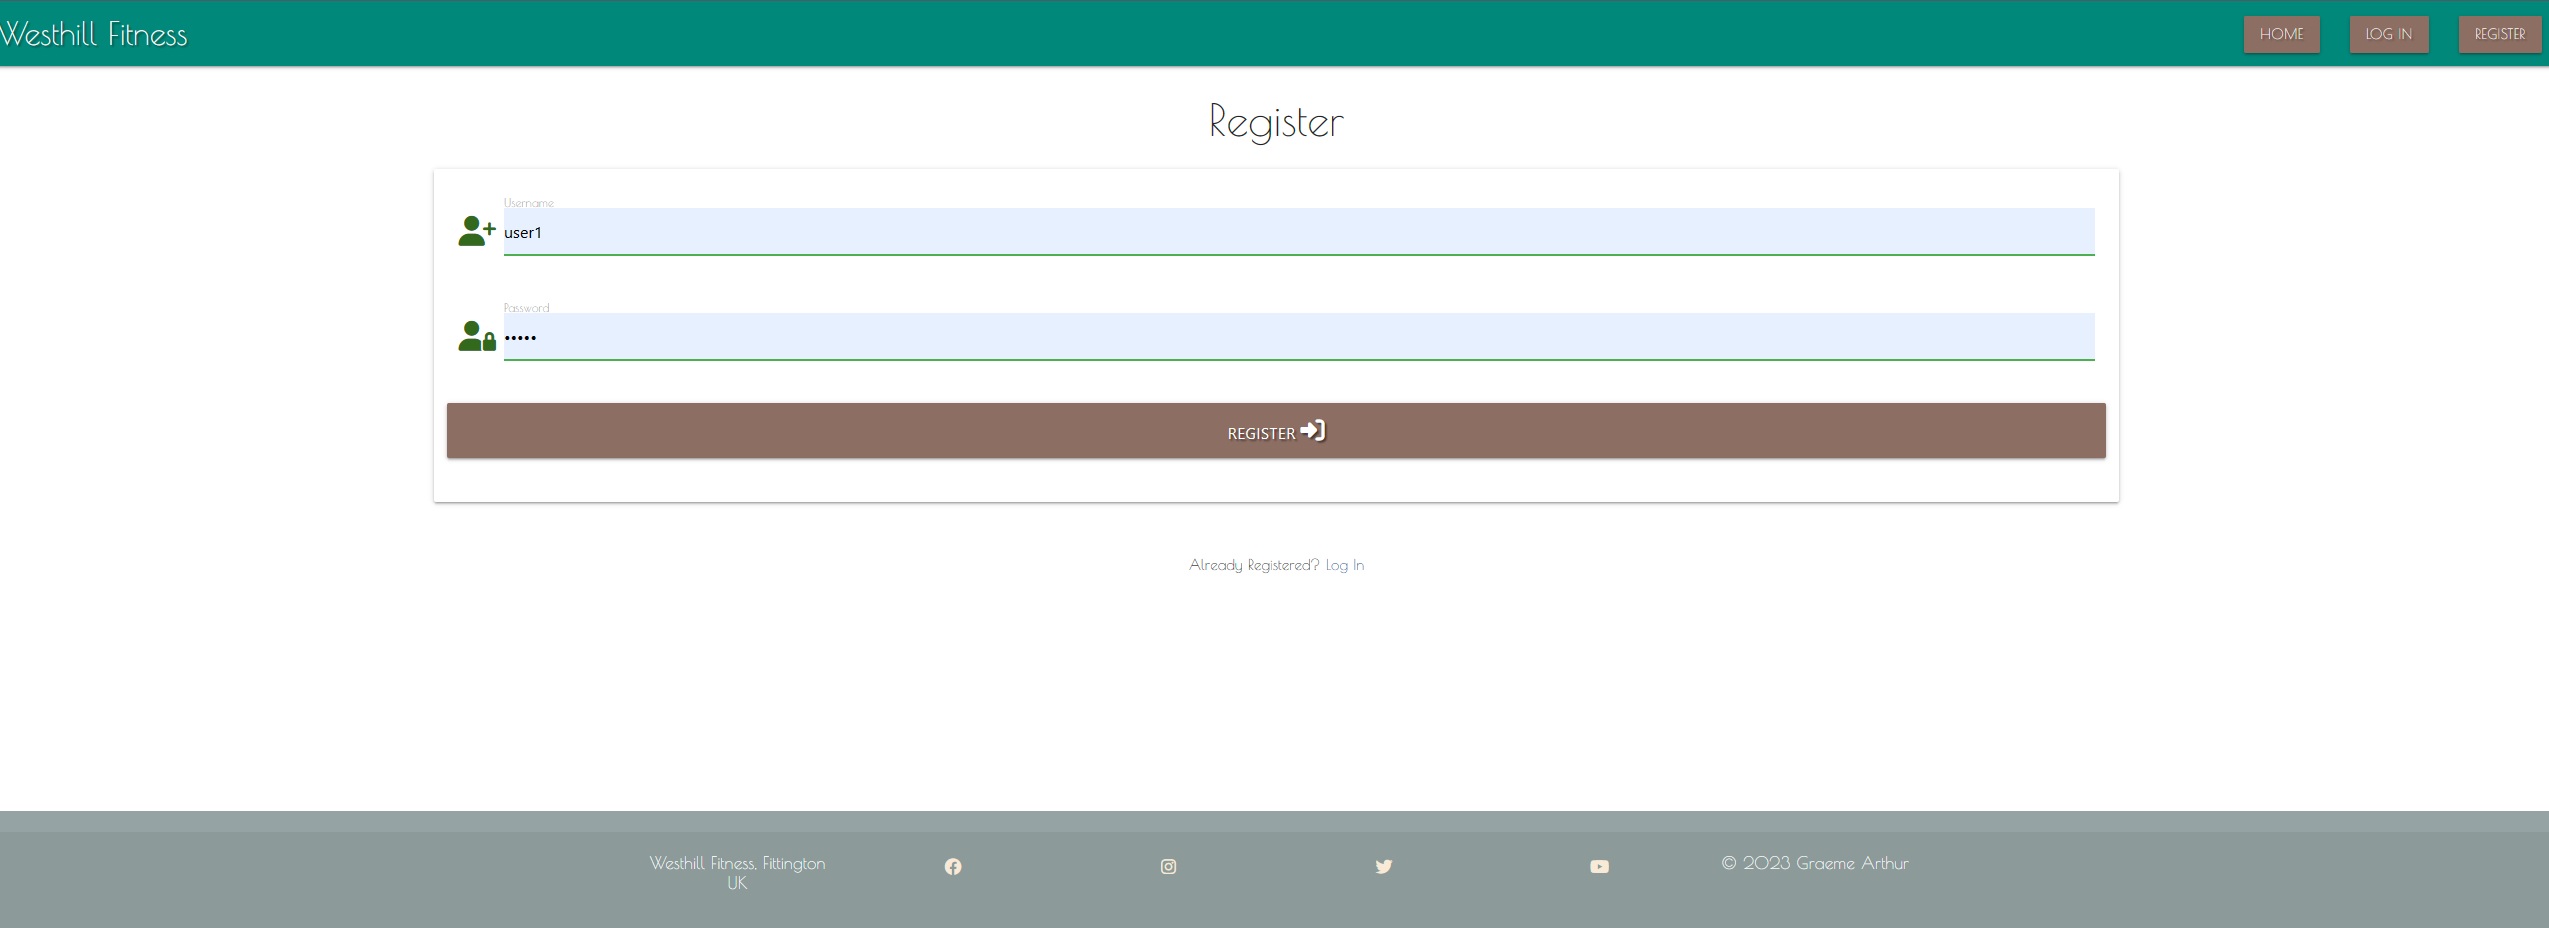 Westhill Fitness
HOME
LOG IN
REGISTER
Register
Username
user1
Password
•••••
REGISTER
Already Registered? Log In
Westhill Fitness, Fittington
UK
© 2023 Graeme Arthur